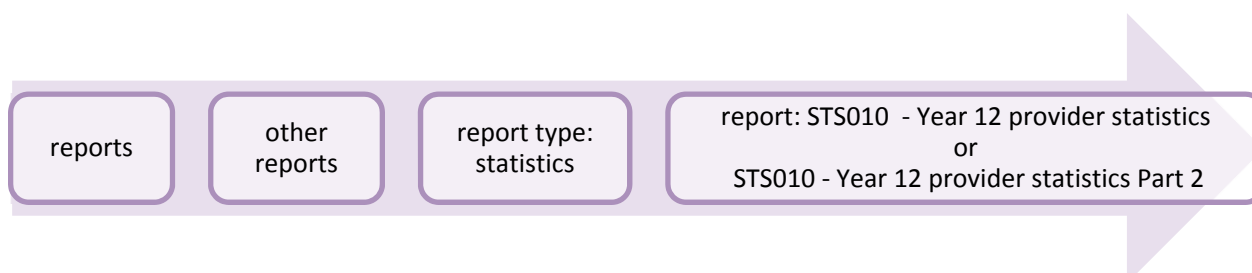 reports
other
reports
report type:
statistics
report: STS010 - Year 12 provider statistics
or
STS010 - Year 12 provider statistics Part 2